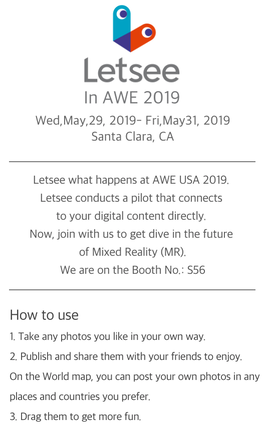 Letsee
In AWE 2019
Wed,May,29, 2019- Fri,May31, 2019
Santa Clara, CA
Letsee what happens at AWE USA 2019.
Letsee conducts a pilot that connects
to your digital content directly.
Now, join with us to get dive in the future
of Mixed Reality (MR).
We are on the Booth No.: S56
How to use
1. Take any photos you like in your own way.
2. Publish and share them with your friends to enjoy.
On the World map, you can post your own photos in any
places and countries you prefer.
3. Drag them to get more fun.